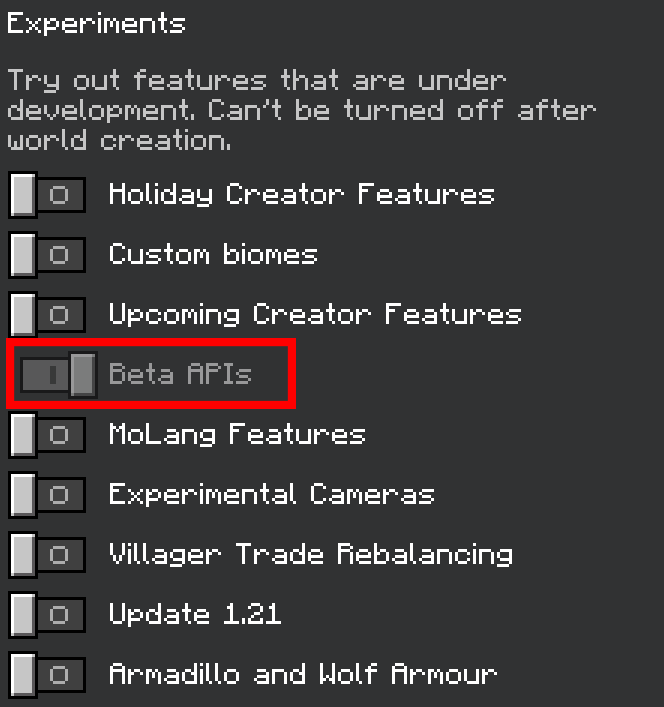 Experiments
Try out features that are under
development. Can't be turned off after
world creation.
Holiday Creator Features
Custom biomes
Upcoming Creator Features
Beta APIs
MoLang Features
Experimental Cameras
Villager Trade Rebalancing
Update 1.21
Armadillo and Wolf Armour